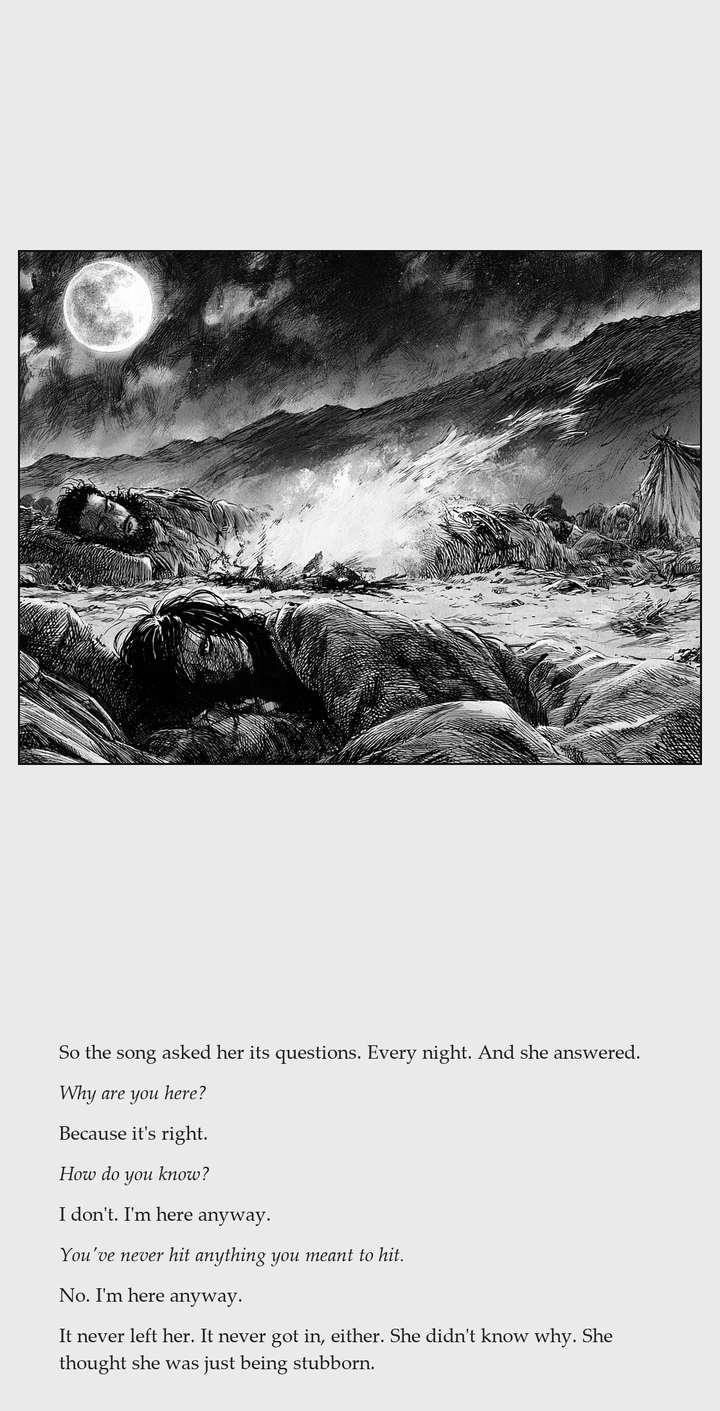 So the song asked her its questions. Every night. And she answered.
Why are you here?
Because it's right.
How do you know?
I don't. I'm here anyway.
You’ve never hit anything you meant to hit.
No. I'm here anyway.
It never left her. It never got in, either. She didn't know why. She
thought she was just being stubborn.